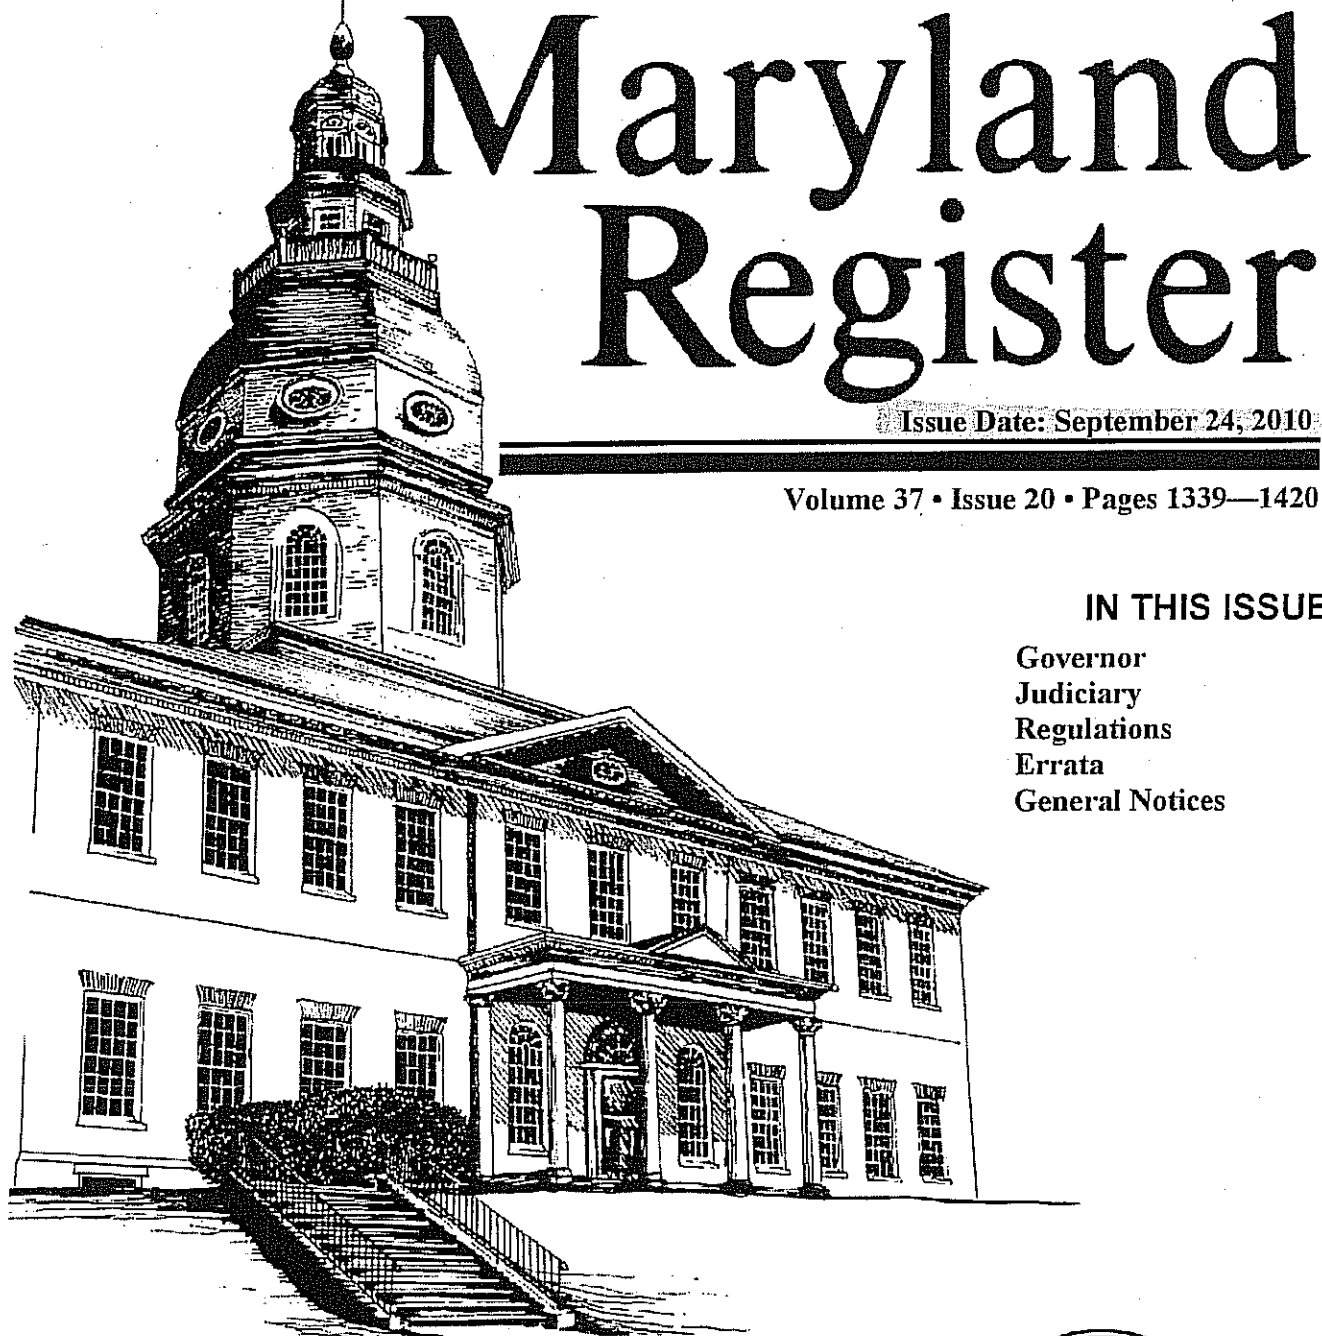 Maryland
Register
Issue Date: September 24, 2010
Volume 37 • Issue 20 • Pages 1339—1420
IN THIS ISSUE
Governor
Judiciary
Regulations
Errata
General Notices